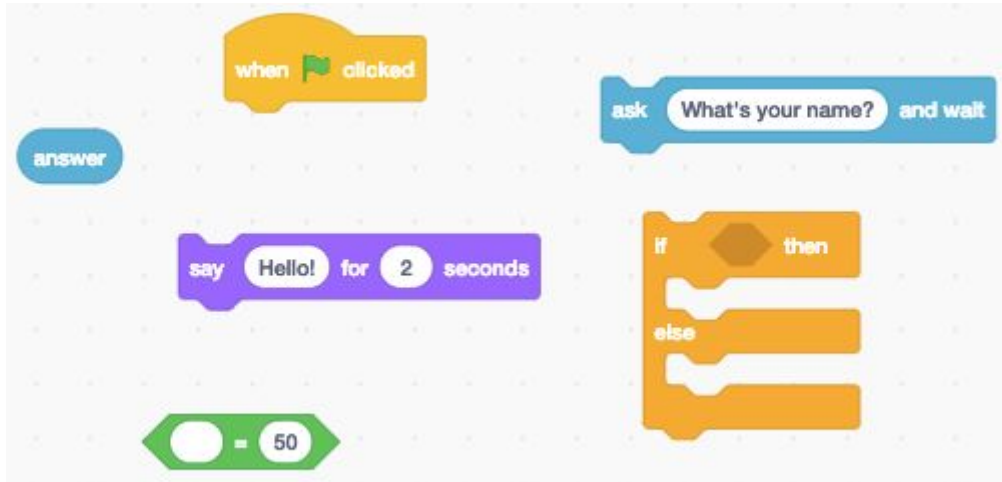 when clicked
ask What's your name? and wait
answer
say Hello! for 2 seconds
if then
else
= 50